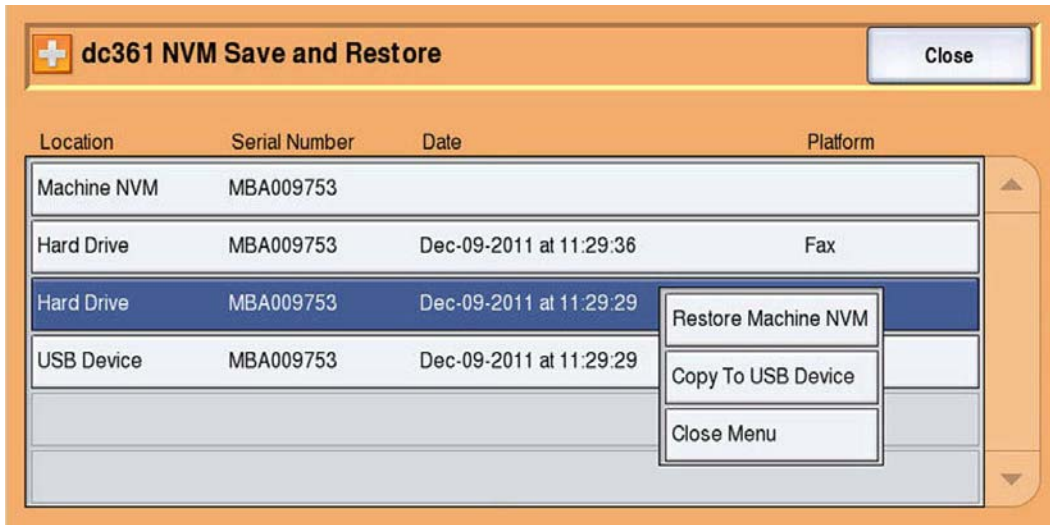 dc361 NVM Save and Restore
Close
Location Serial Number Date Platform
Machine NVM MBA009753
Hard Drive MBA009753 Dec-09-2011 at 11:29:36 Fax
Hard Drive MBA009753 Dec-09-2011 at 11:29:29
Restore Machine NVM
USB Device MBA009753 Dec-09-2011 at 11:29:29
Copy To USB Device
Close Menu